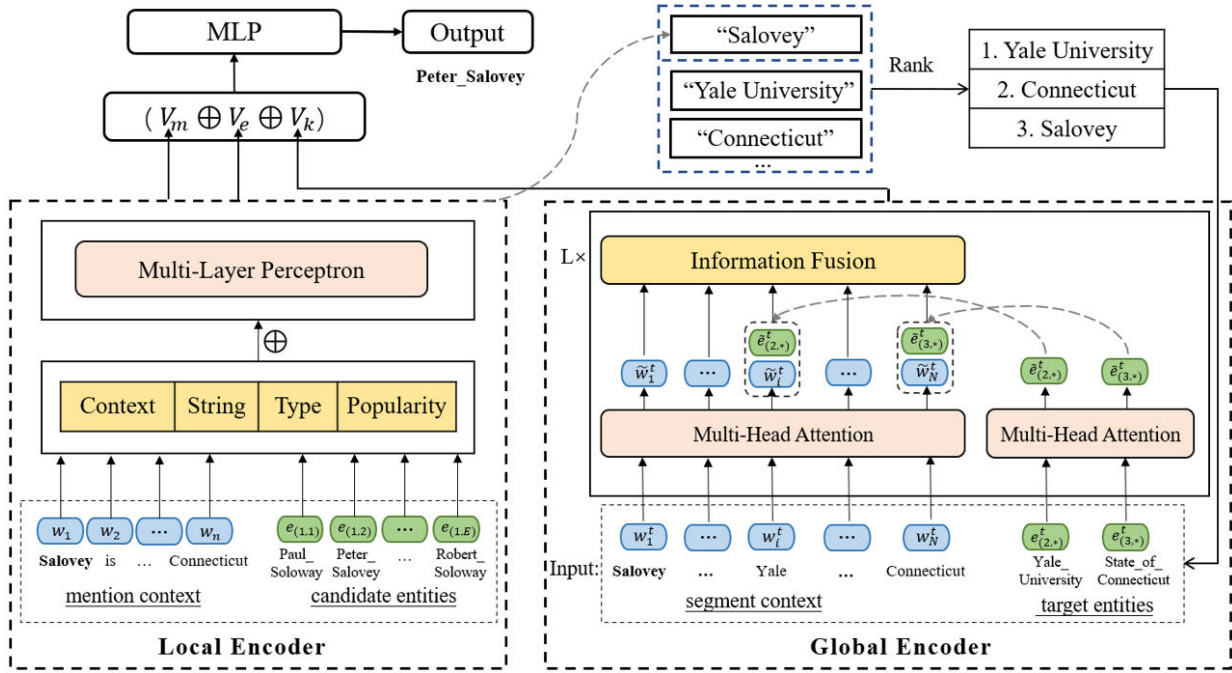 MLP
Output
Peter_Salovey
( V_m ⊕ V_e ⊕ V_k)
“Salovey”
“Yale University”
“Connecticut”
...
Rank
1. Yale University
2. Connecticut
3. Salovey
Multi-Layer Perceptron
⊕
Context String Type Popularity
w_1 w_2 ... w_n e_(1,1) e_(1,2) ... e_(1,E)
Salovey is ... Connecticut
Paul_ Peter_ ... Robert_
Soloway Salovey Soloway
mention context candidate entities
Local Encoder
L×
Information Fusion
ẽ^t_(2,*) ẽ^t_(3,*)
w̃^t_1 ... w̃^t_i ... w̃^t_N ẽ^t_(2,*) ẽ^t_(3,*)
Multi-Head Attention Multi-Head Attention
w^t_1 ... w^t_i ... w^t_N e^t_(2,*) e^t_(3,*)
Input: Salovey ... Yale ... Connecticut
Yale_ State_of_
University Connecticut
segment context target entities
Global Encoder